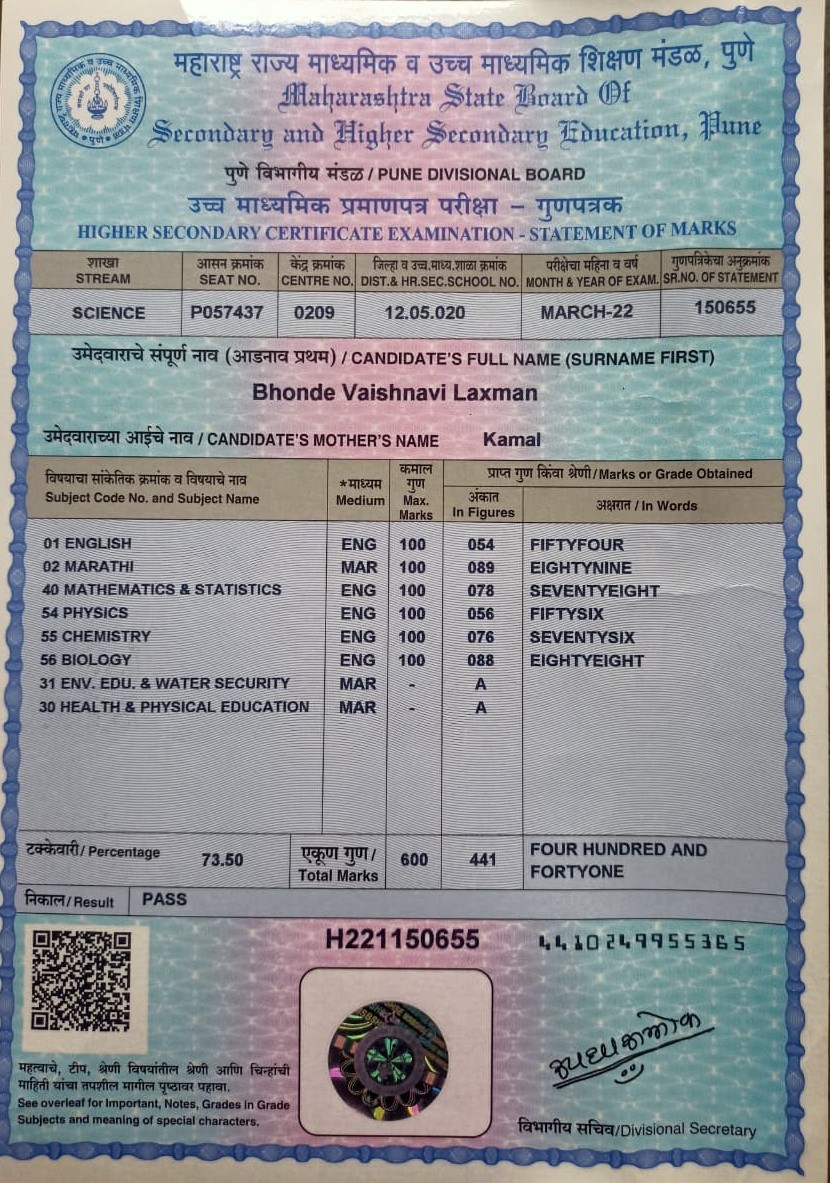 महाराष्ट्र राज्य माध्यमिक व उच्च माध्यमिक शिक्षण मंडळ, पुणे
Maharashtra State Board Of
Secondary and Higher Secondary Education, Pune
पुणे विभागीय मंडळ / PUNE DIVISIONAL BOARD
उच्च माध्यमिक प्रमाणपत्र परीक्षा – गुणपत्रक
HIGHER SECONDARY CERTIFICATE EXAMINATION - STATEMENT OF MARKS
शाखा आसन क्रमांक केंद्र क्रमांक जिल्हा व उच्च.माध्य.शाळा क्रमांक परीक्षेचा महिना व वर्ष गुणपत्रिकेचा अनुक्रमांक
STREAM SEAT NO. CENTRE NO. DIST.& HR.SEC.SCHOOL NO. MONTH & YEAR OF EXAM. SR.NO. OF STATEMENT
SCIENCE P057437 0209 12.05.020 MARCH-22 150655
उमेदवाराचे संपूर्ण नाव (आडनाव प्रथम) / CANDIDATE'S FULL NAME (SURNAME FIRST)
Bhonde Vaishnavi Laxman
उमेदवाराच्या आईचे नाव / CANDIDATE'S MOTHER'S NAME Kamal
विषयाचा सांकेतिक क्रमांक व विषयाचे नाव
Subject Code No. and Subject Name
*माध्यम
Medium
कमाल
गुण
Max.
Marks
प्राप्त गुण किंवा श्रेणी/Marks or Grade Obtained
अंकात
In Figures
अक्षरात / In Words
01 ENGLISH ENG 100 054 FIFTYFOUR
02 MARATHI MAR 100 089 EIGHTYNINE
40 MATHEMATICS & STATISTICS ENG 100 078 SEVENTYEIGHT
54 PHYSICS ENG 100 056 FIFTYSIX
55 CHEMISTRY ENG 100 076 SEVENTYSIX
56 BIOLOGY ENG 100 088 EIGHTYEIGHT
31 ENV. EDU. & WATER SECURITY MAR - A
30 HEALTH & PHYSICAL EDUCATION MAR - A
टक्केवारी/ Percentage 73.50
एकूण गुण /
Total Marks
600 441
FOUR HUNDRED AND
FORTYONE
निकाल/ Result PASS
H221150655 4410249955365
महत्वाचे, टीप, श्रेणी विषयांतील श्रेणी आणि चिन्हांची
माहिती यांचा तपशील मागील पृष्ठावर पहावा.
See overleaf for Important, Notes, Grades in Grade
Subjects and meaning of special characters.
विभागीय सचिव/Divisional Secretary